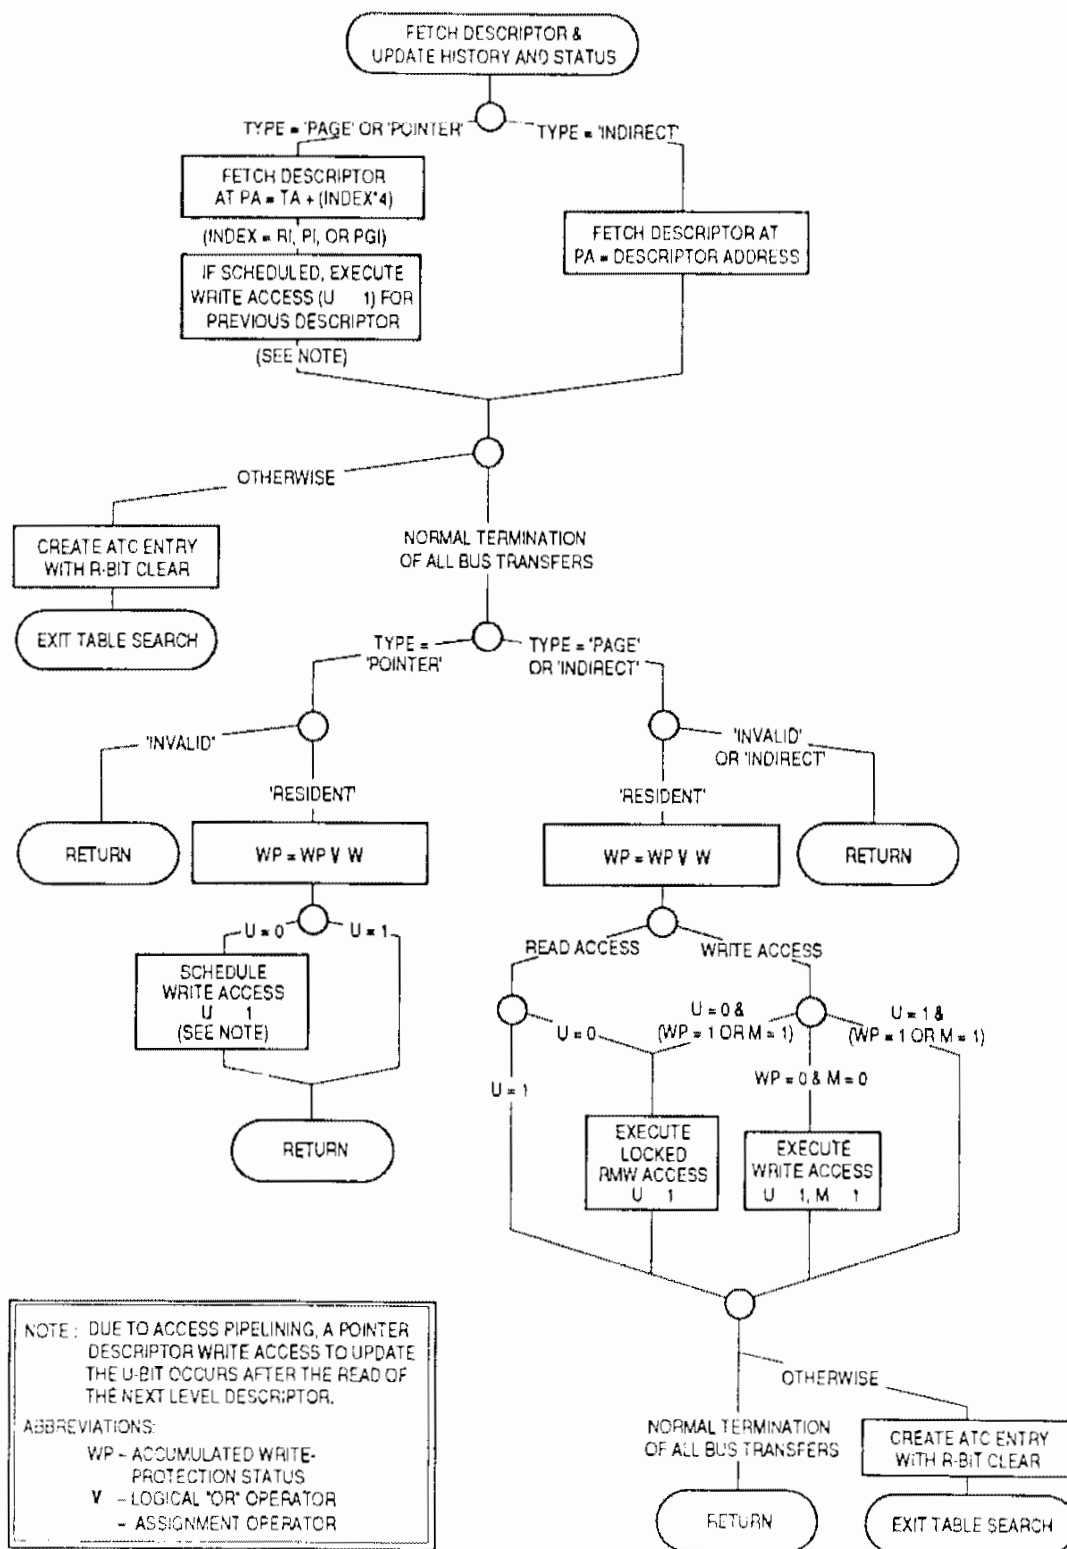 FETCH DESCRIPTOR &
UPDATE HISTORY AND STATUS
TYPE = 'PAGE' OR 'POINTER'
TYPE = 'INDIRECT'
FETCH DESCRIPTOR
AT PA = TA + (INDEX*4)
(INDEX = RI, PI, OR PGI)
FETCH DESCRIPTOR AT
PA = DESCRIPTOR ADDRESS
IF SCHEDULED, EXECUTE
WRITE ACCESS (U 1) FOR
PREVIOUS DESCRIPTOR
(SEE NOTE)
OTHERWISE
CREATE ATC ENTRY
WITH R-BIT CLEAR
EXIT TABLE SEARCH
NORMAL TERMINATION
OF ALL BUS TRANSFERS
TYPE =
'POINTER'
TYPE = 'PAGE'
OR 'INDIRECT'
'INVALID'
'RESIDENT'
RETURN
WP = WP V W
U = 0
U = 1
SCHEDULE
WRITE ACCESS
U 1
(SEE NOTE)
RETURN
'INVALID'
OR 'INDIRECT'
'RESIDENT'
WP = WP V W
RETURN
READ ACCESS
WRITE ACCESS
U = 0
U = 1
U = 0 &
(WP = 1 OR M = 1)
U = 1 &
(WP = 1 OR M = 1)
WP = 0 & M = 0
EXECUTE
LOCKED
RMW ACCESS
U 1
EXECUTE
WRITE ACCESS
U 1, M 1
OTHERWISE
NORMAL TERMINATION
OF ALL BUS TRANSFERS
RETURN
CREATE ATC ENTRY
WITH R-BIT CLEAR
EXIT TABLE SEARCH
NOTE: DUE TO ACCESS PIPELINING, A POINTER
DESCRIPTOR WRITE ACCESS TO UPDATE
THE U-BIT OCCURS AFTER THE READ OF
THE NEXT LEVEL DESCRIPTOR.
ABBREVIATIONS:
WP - ACCUMULATED WRITE-
PROTECTION STATUS
V - LOGICAL "OR" OPERATOR
- ASSIGNMENT OPERATOR